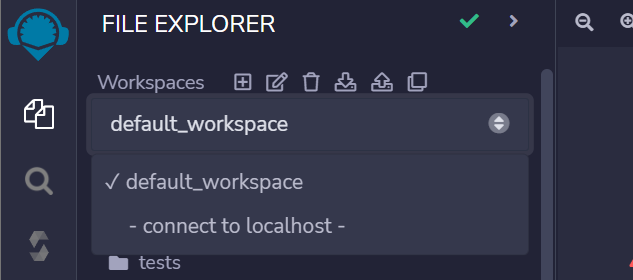 FILE EXPLORER
Workspaces
default_workspace
✓ default_workspace
- connect to localhost -
tests